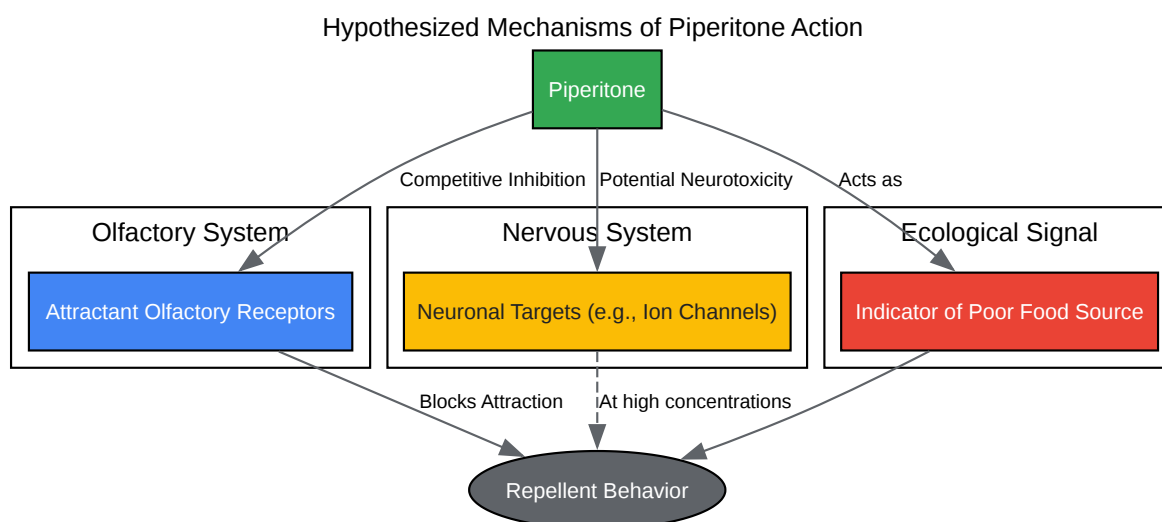 Hypothesized Mechanisms of Piperitone Action
Piperitone
Competitive Inhibition
Potential Neurotoxicity
Acts as
Olfactory System
Nervous System
Ecological Signal
Attractant Olfactory Receptors
Neuronal Targets (e.g., Ion Channels)
Indicator of Poor Food Source
Blocks Attraction
At high concentrations
Repellent Behavior